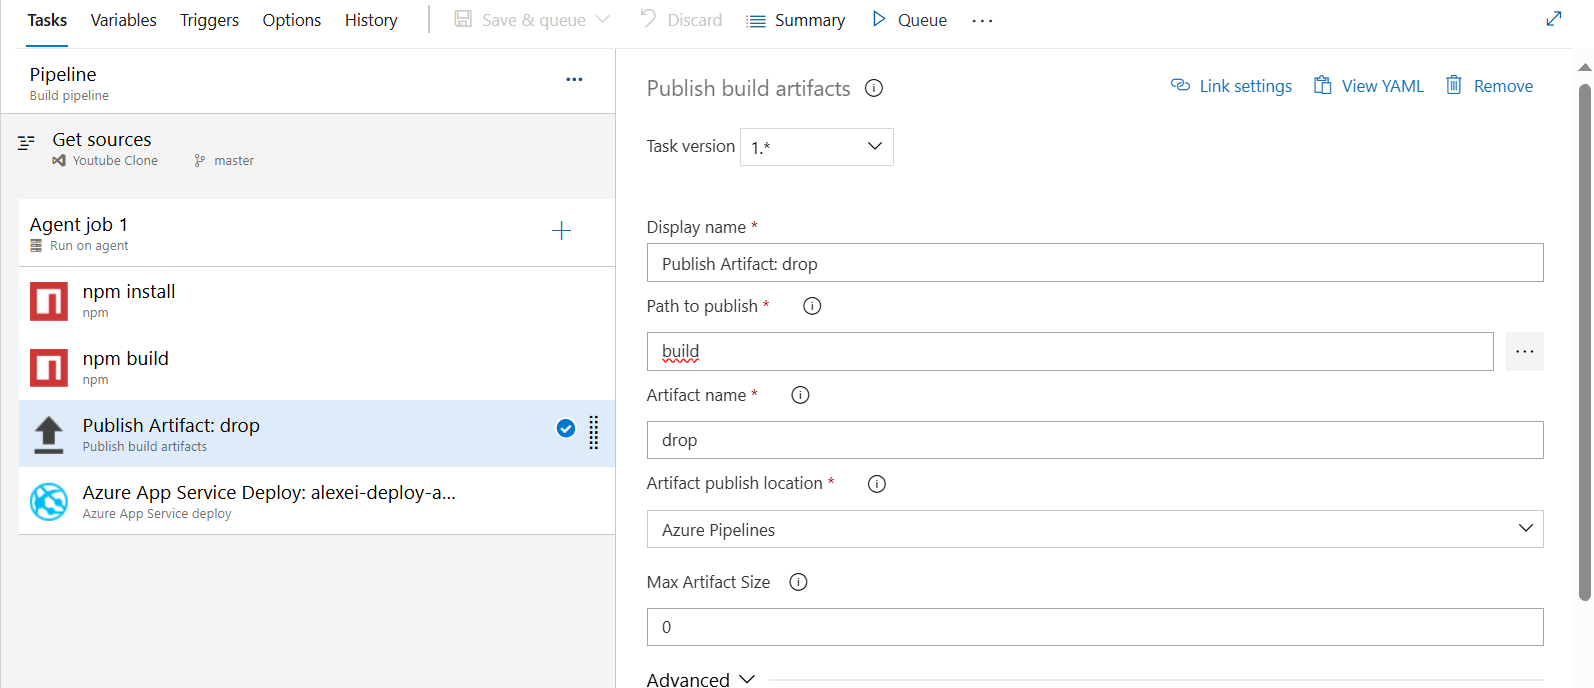 Tasks Variables Triggers Options History Save & queue Discard Summary Queue ...
Pipeline
Build pipeline
Get sources
Youtube Clone master
Agent job 1
Run on agent
npm install
npm
npm build
npm
Publish Artifact: drop
Publish build artifacts
Azure App Service Deploy: alexei-deploy-a...
Azure App Service deploy
Publish build artifacts
Link settings View YAML Remove
Task version 1.*
Display name *
Publish Artifact: drop
Path to publish *
build
Artifact name *
drop
Artifact publish location *
Azure Pipelines
Max Artifact Size
0
Advanced